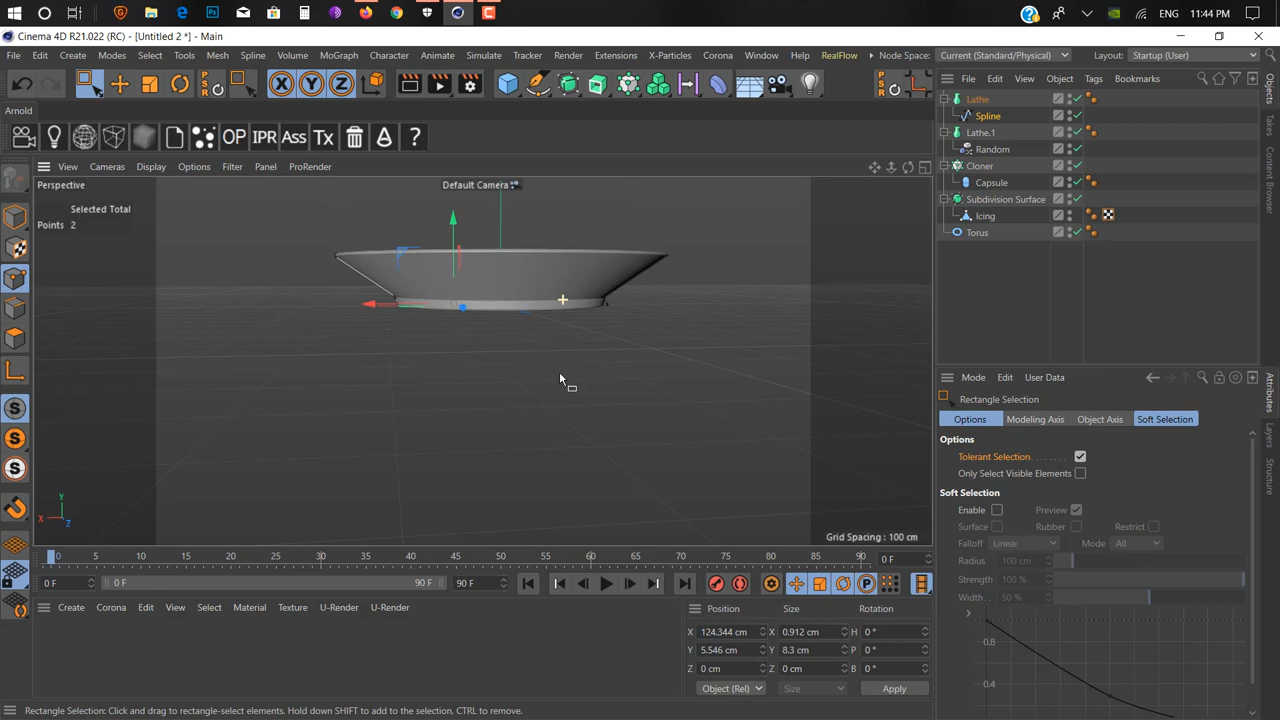 ENG 11:44 PM
Cinema 4D R21.022 (RC) - [Untitled 2 *] - Main
File Edit Create Modes Select Tools Mesh Spline Volume MoGraph Character Animate Simulate Tracker Render Extensions X-Particles Corona RealFlow Node Space: Current (Standard/Physical) Layout: Startup (User)
File Edit View Object Tags Bookmarks
X Y Z
PSR
PSR
Arnold
OP IPR Ass Tx ?
View Cameras Display Options Filter Panel ProRender
Perspective
Default Camera
Selected Total
Points 2
Y
X
Z
Grid Spacing : 100 cm
Lathe
Spline
Lathe.1
Random
Cloner
Capsule
Subdivision Surface
Icing
Torus
Objects
Takes
Content Browser
Attributes
Layers
Structure
Mode Edit User Data
Rectangle Selection
Options Modeling Axis Object Axis Soft Selection
Options
Tolerant Selection
Only Select Visible Elements
Soft Selection
Enable Preview
Surface Rubber Restrict
Falloff Linear Mode All
Radius 100 cm
Strength 100 %
Width 50 %
0.8
0.4
0 5 10 15 20 25 30 35 40 45 50 55 60 65 70 75 80 85 90 0 F
0 F 0 F 90 F 90 F
Create Corona Edit View Select Material Texture U-Render U-Render
Position Size Rotation
X 124.344 cm X 0.912 cm H 0 °
Y 5.546 cm Y 8.3 cm P 0 °
Z 0 cm Z 0 cm B 0 °
Object (Rel) Size Apply
Rectangle Selection: Click and drag to rectangle-select elements. Hold down SHIFT to add to the selection, CTRL to remove.